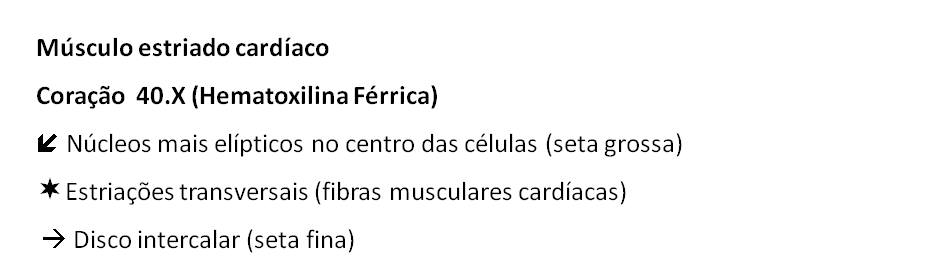 Músculo estriado cardíaco
Coração 40.X (Hematoxilina Férrica)
Núcleos mais elípticos no centro das células (seta grossa)
Estriações transversais (fibras musculares cardíacas)
Disco intercalar (seta fina)